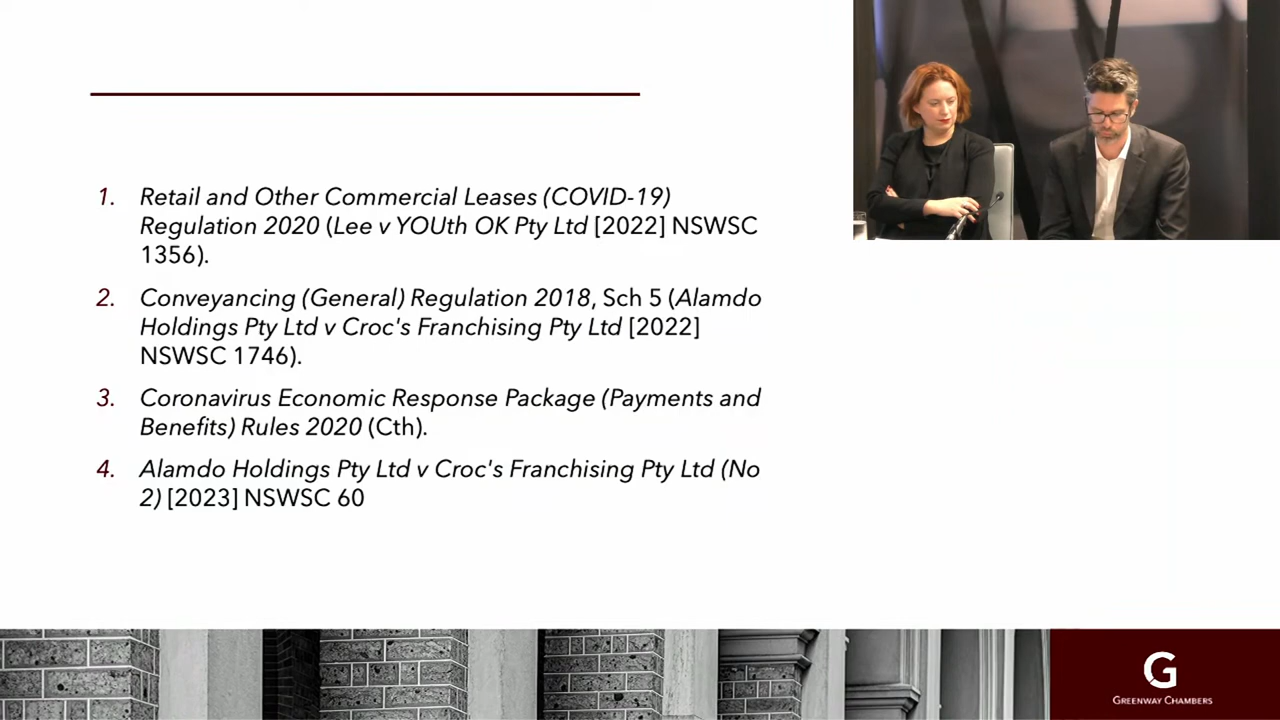 1. Retail and Other Commercial Leases (COVID-19)
Regulation 2020 (Lee v YOUth OK Pty Ltd [2022] NSWSC
1356).
2. Conveyancing (General) Regulation 2018, Sch 5 (Alamdo
Holdings Pty Ltd v Croc's Franchising Pty Ltd [2022]
NSWSC 1746).
3. Coronavirus Economic Response Package (Payments and
Benefits) Rules 2020 (Cth).
4. Alamdo Holdings Pty Ltd v Croc's Franchising Pty Ltd (No
2) [2023] NSWSC 60
G
GREENWAY CHAMBERS